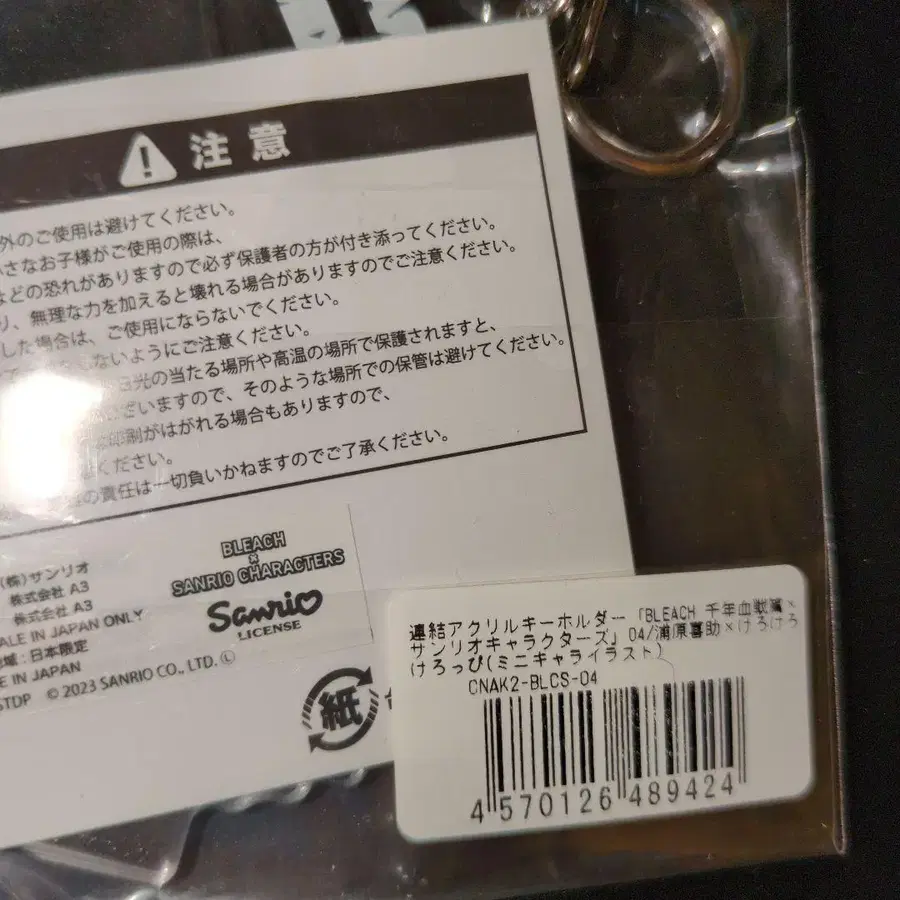 注意
外のご使用は避けてください。
さなお子様がご使用の際は、
などの恐れがありますので必ず保護者の方が付き添ってください。
り、無理な力を加えると壊れる場合がありますのでご注意ください。
した場合は、ご使用にならないでください。
しないようにご注意ください。
日光の当たる場所や高温の場所で保護されますと、
ざいますので、そのような場所での保管は避けてください。
印刷がはがれる場合もありますので、
ください。
の責任は一切負いかねますのでご了承ください。
(株)サンリオ
株式会社 A3
株式会社 A3
ALE IN JAPAN ONLY
地域:日本限定
E IN JAPAN
STDP © 2023 SANRIO CO., LTD. Ⓛ
BLEACH
×
SANRIO CHARACTERS
Sanrio
LICENSE
紙
連結アクリルキーホルダー「BLEACH 千年血戦篇×
サンリオキャラクターズ」04/浦原喜助×けろけろ
けろっぴ(ミニキャライラスト)
CNAK2-BLCS-04
4 570126 489424